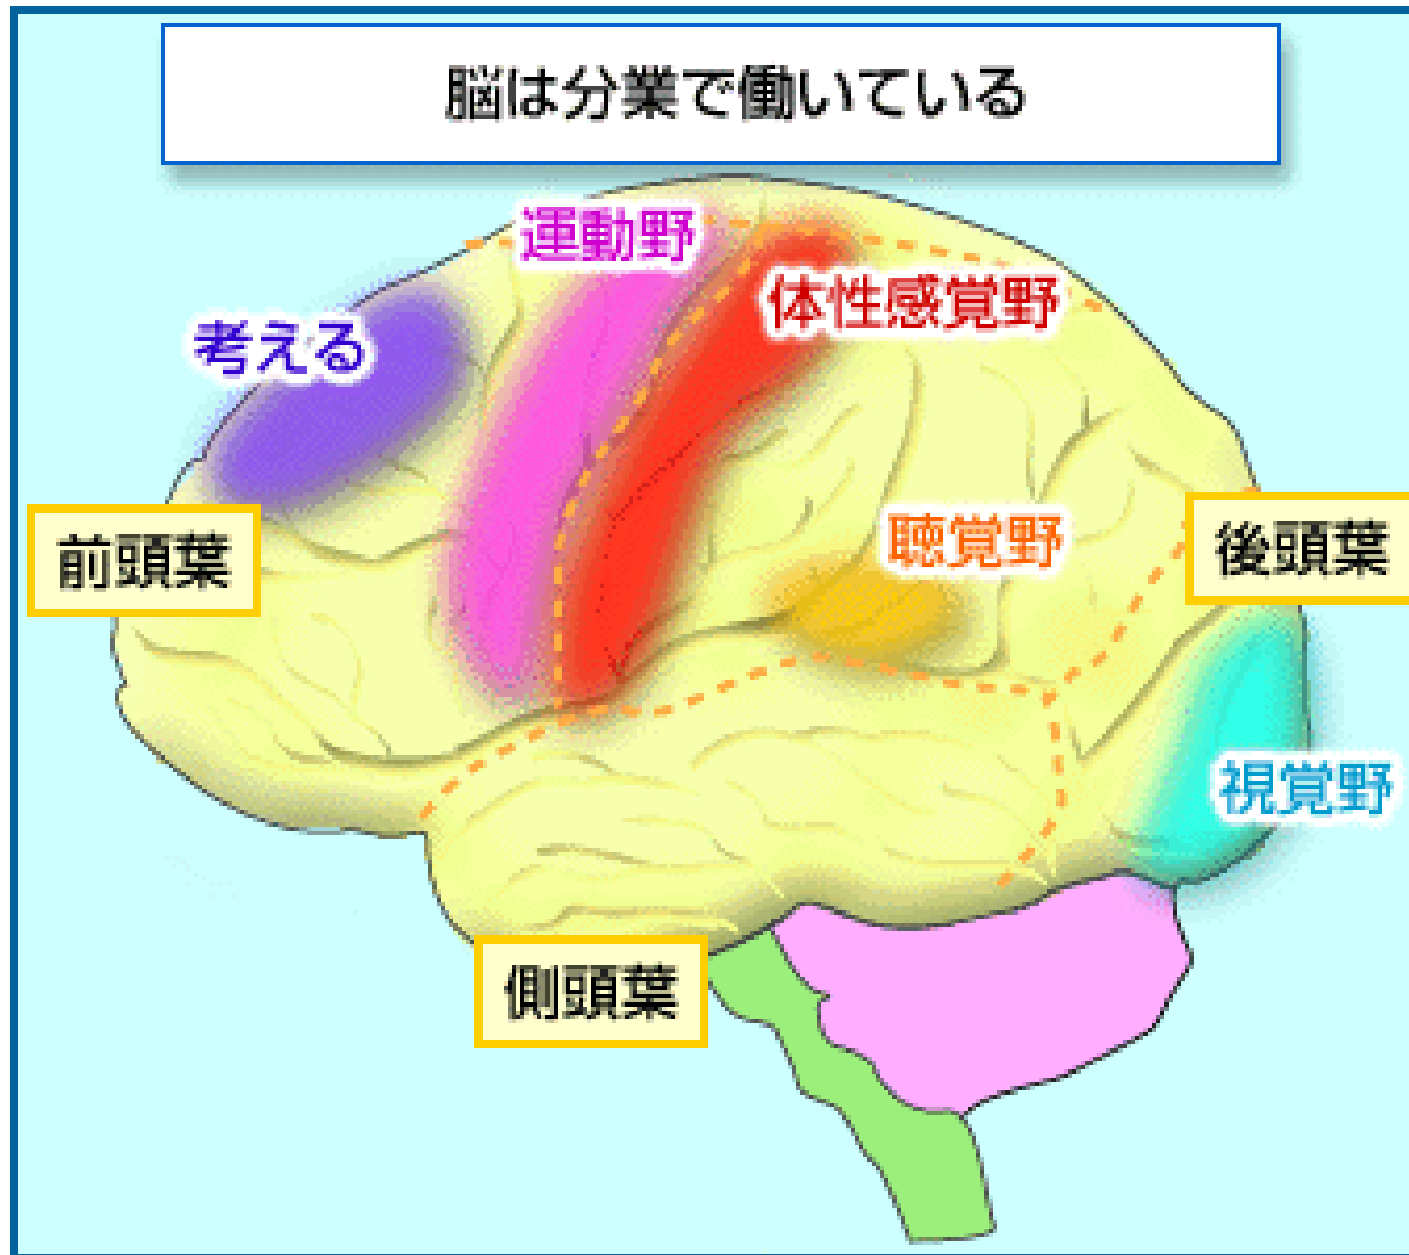 脳は分業で働いている
運動野
体性感覚野
考える
聴覚野
前頭葉
後頭葉
視覚野
側頭葉